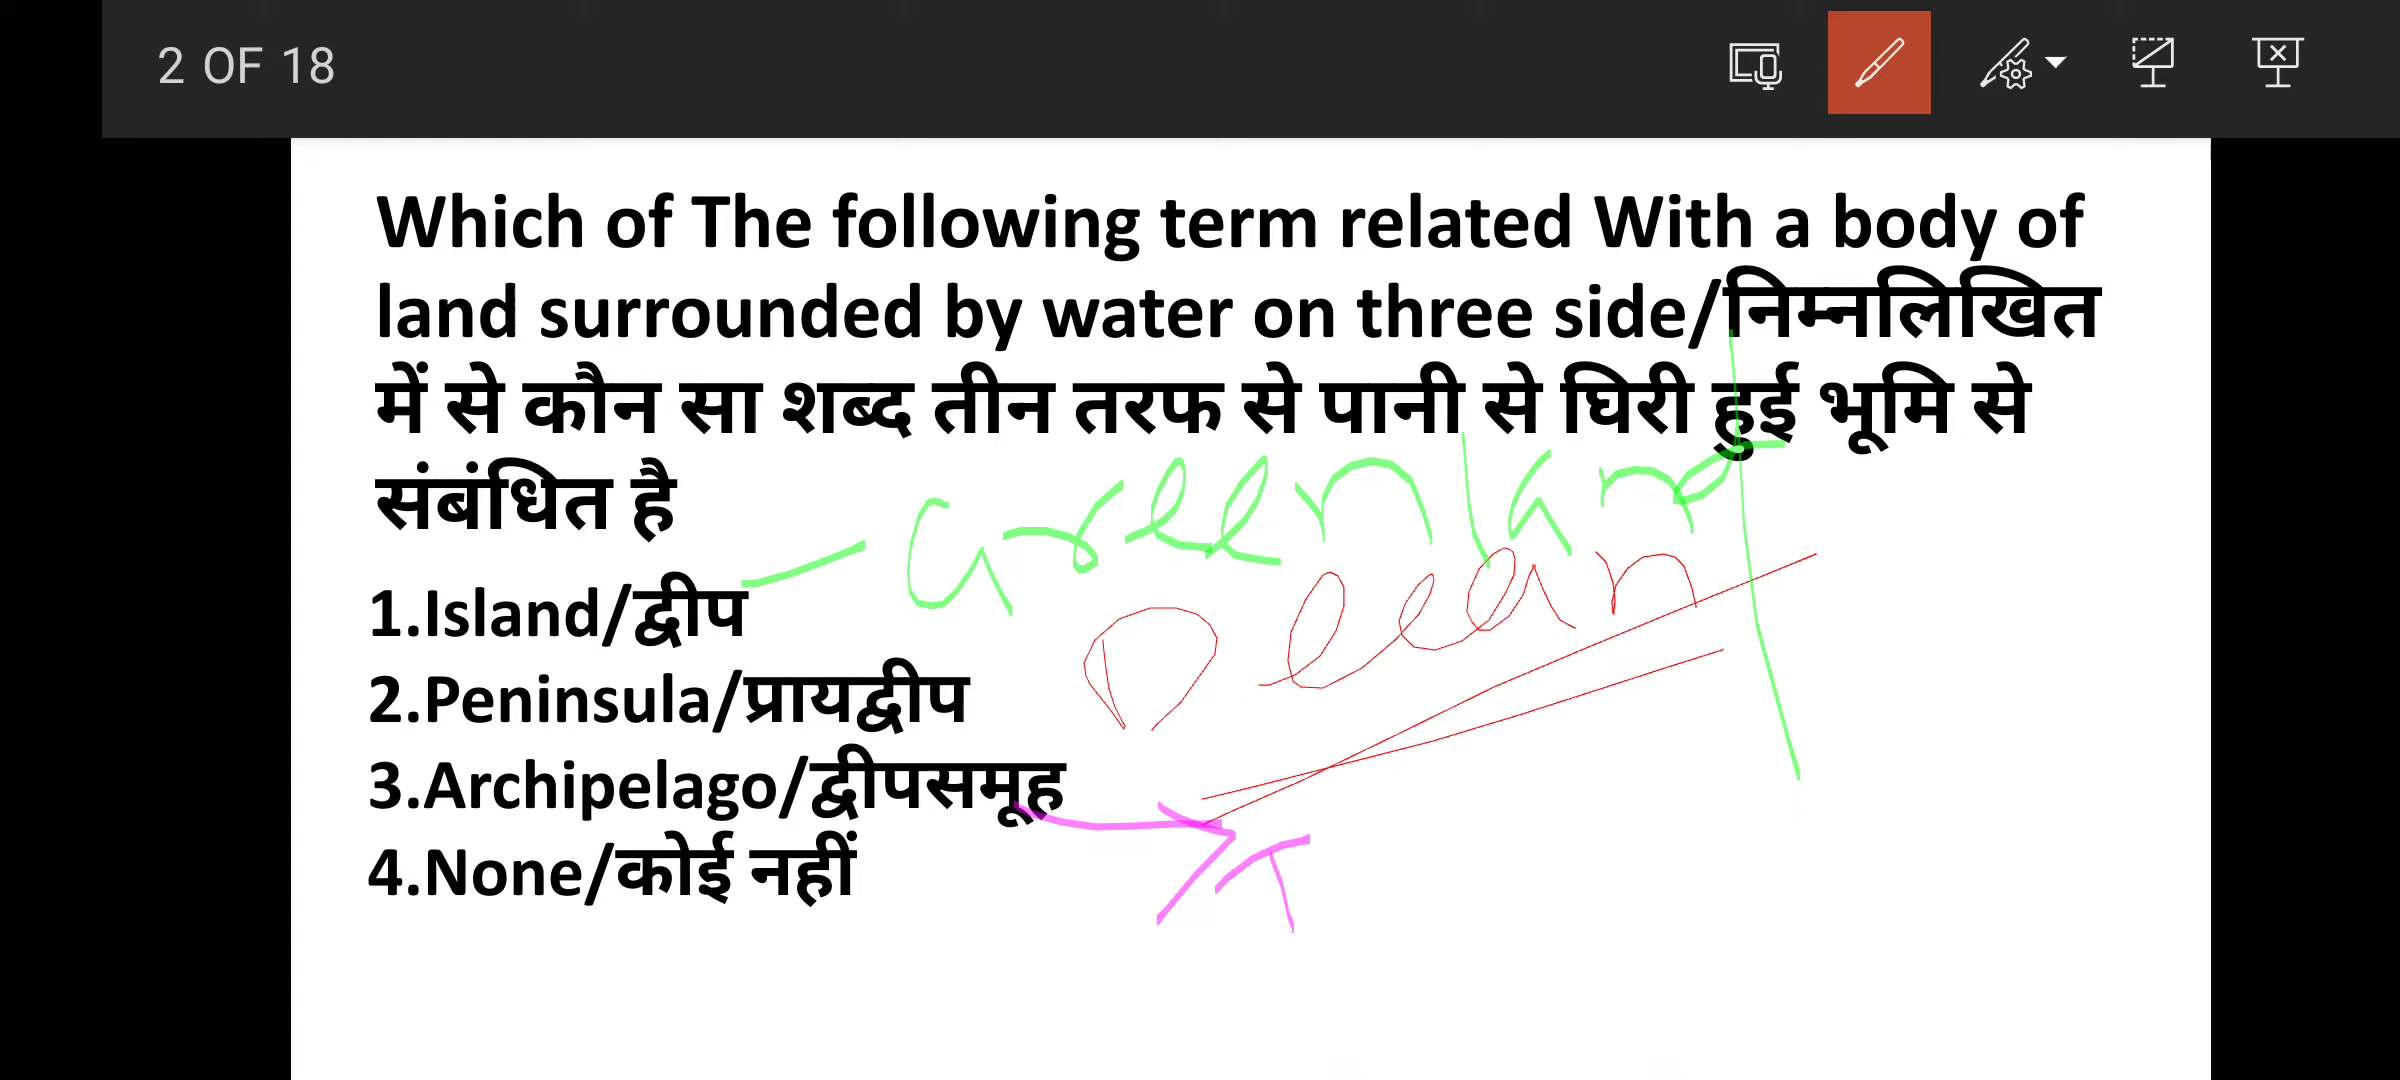 2 OF 18
Which of The following term related With a body of
land surrounded by water on three side/निम्नलिखित
में से कौन सा शब्द तीन तरफ से पानी से घिरी हुई भूमि से
संबंधित है
Greenland
1.Island/द्वीप
Decan
2.Peninsula/प्रायद्वीप
3.Archipelago/द्वीपसमूह
4.None/कोई नहीं